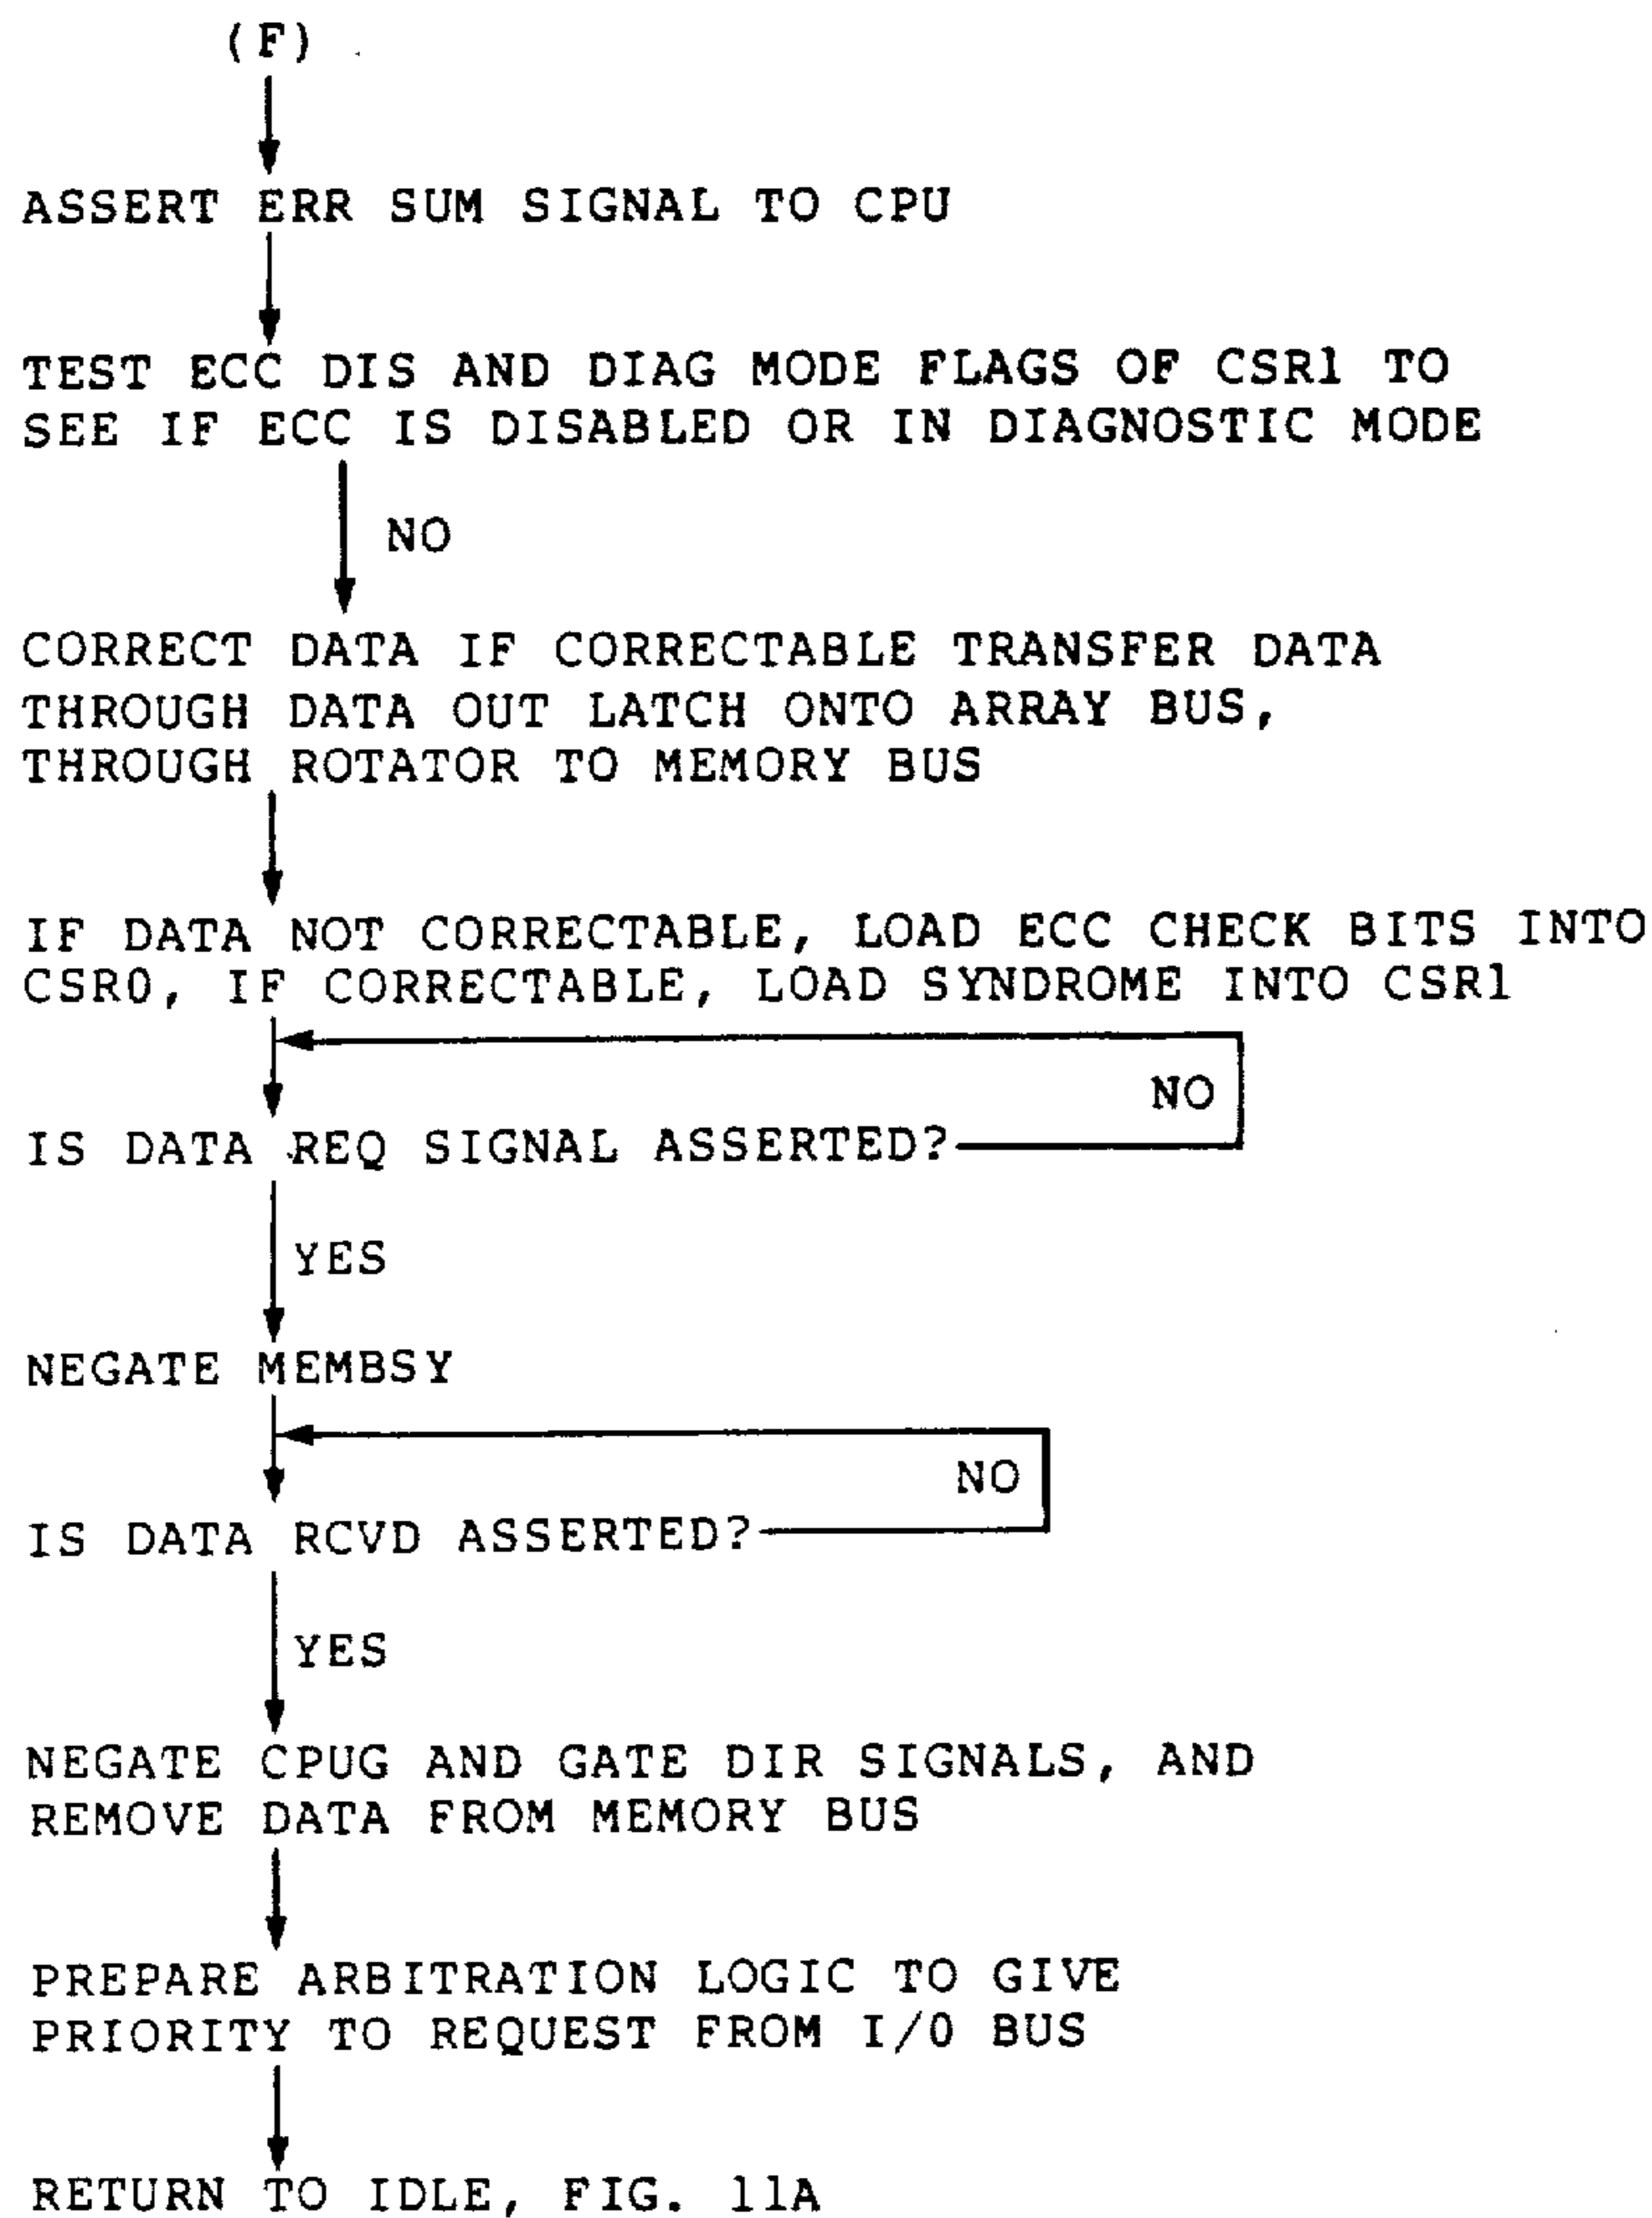 (F)
ASSERT ERR SUM SIGNAL TO CPU
TEST ECC DIS AND DIAG MODE FLAGS OF CSR1 TO
SEE IF ECC IS DISABLED OR IN DIAGNOSTIC MODE
NO
CORRECT DATA IF CORRECTABLE TRANSFER DATA
THROUGH DATA OUT LATCH ONTO ARRAY BUS,
THROUGH ROTATOR TO MEMORY BUS
IF DATA NOT CORRECTABLE, LOAD ECC CHECK BITS INTO
CSR0, IF CORRECTABLE, LOAD SYNDROME INTO CSR1
NO
IS DATA REQ SIGNAL ASSERTED?
YES
NEGATE MEMBSY
NO
IS DATA RCVD ASSERTED?
YES
NEGATE CPUG AND GATE DIR SIGNALS, AND
REMOVE DATA FROM MEMORY BUS
PREPARE ARBITRATION LOGIC TO GIVE
PRIORITY TO REQUEST FROM I/O BUS
RETURN TO IDLE, FIG. 11A